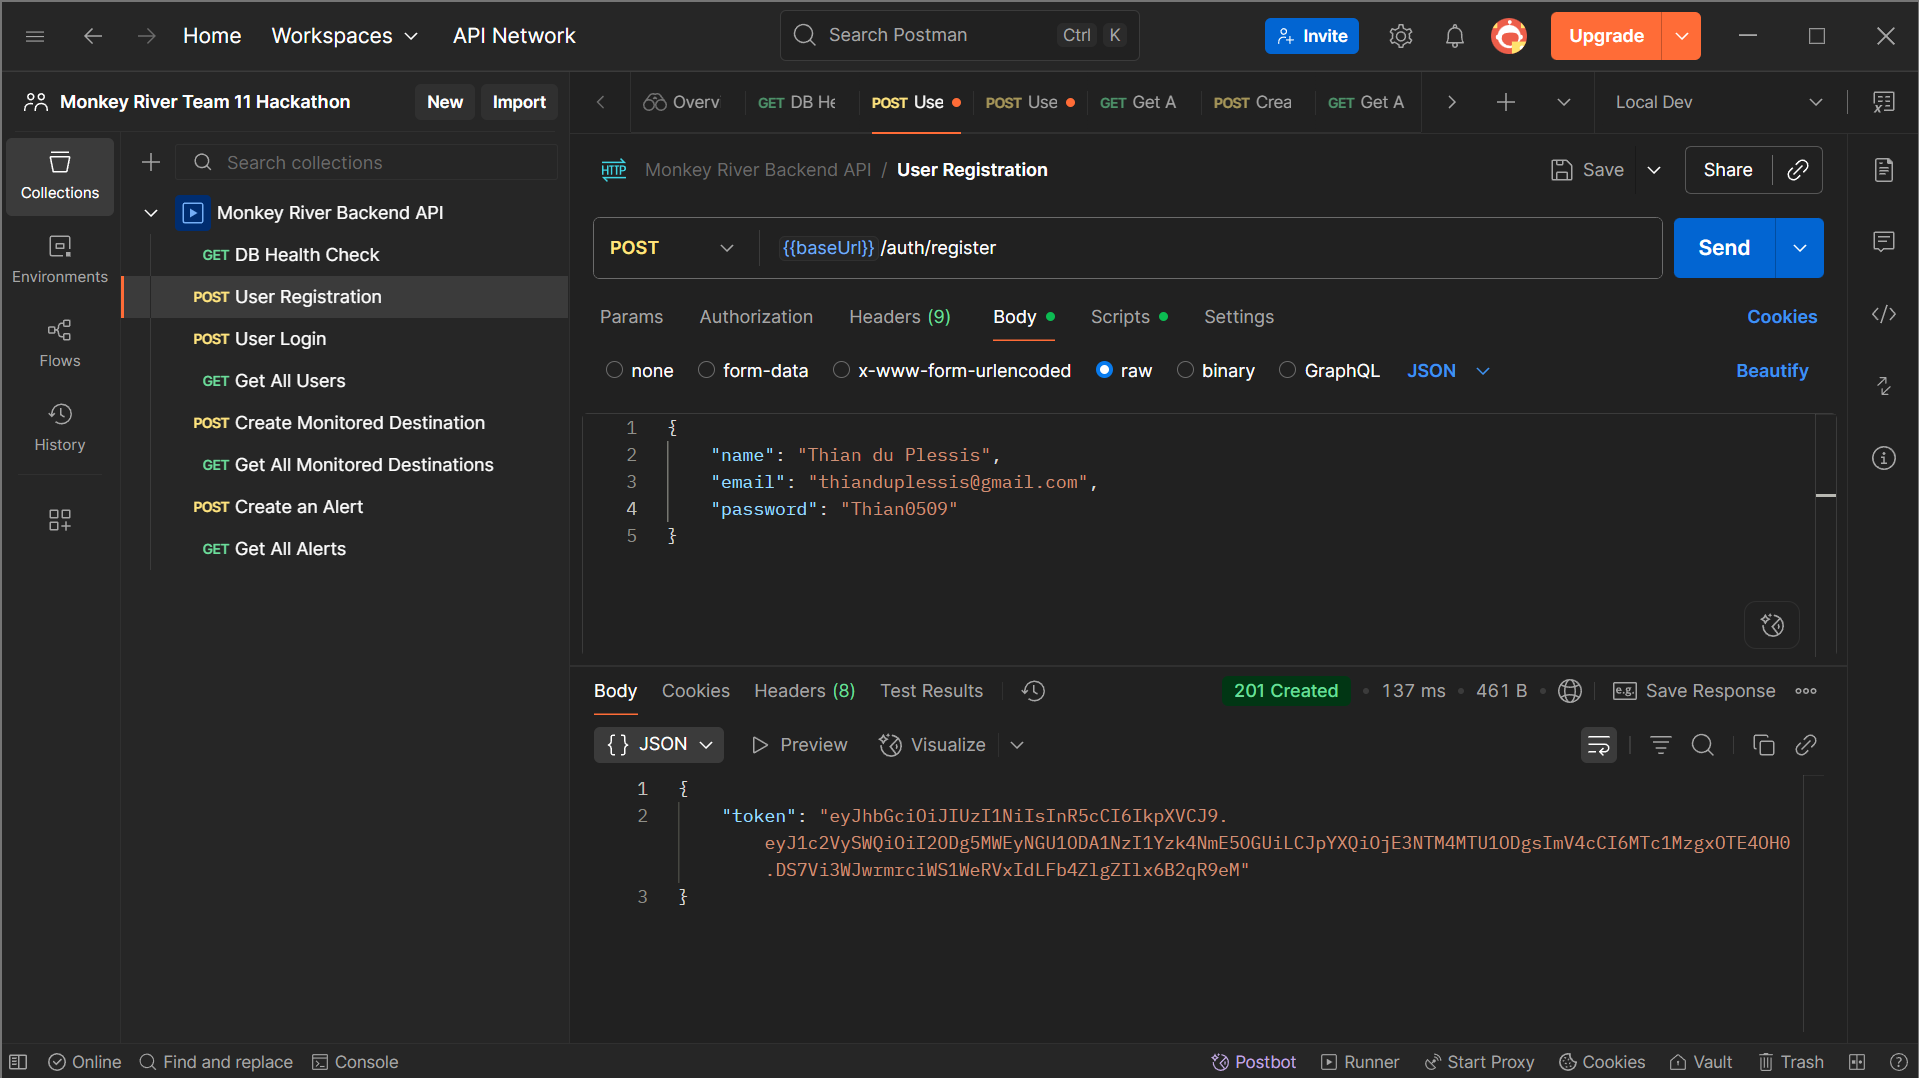 Home
Workspaces
API Network
Search Postman
Ctrl
K
Invite
Upgrade
Monkey River Team 11 Hackathon
New
Import
Overv
GET DB He
POST Use
POST Use
GET Get A
POST Crea
GET Get A
Local Dev
Collections
Environments
Flows
History
Search collections
Monkey River Backend API
GET DB Health Check
POST User Registration
POST User Login
GET Get All Users
POST Create Monitored Destination
GET Get All Monitored Destinations
POST Create an Alert
GET Get All Alerts
HTTP
Monkey River Backend API / User Registration
Save
Share
POST
{{baseUrl}} /auth/register
Send
Params
Authorization
Headers (9)
Body
Scripts
Settings
Cookies
none
form-data
x-www-form-urlencoded
raw
binary
GraphQL
JSON
Beautify
1 {
2 "name": "Thian du Plessis",
3 "email": "thianduplessis@gmail.com",
4 "password": "Thian0509"
5 }
Body
Cookies
Headers (8)
Test Results
201 Created
137 ms
461 B
e.g. Save Response
{} JSON
Preview
Visualize
1 {
2 "token": "eyJhbGciOiJIUzI1NiIsInR5cCI6IkpXVCJ9.
eyJ1c2VySWQiOiI2ODg5MWEyNGU1ODA1NzI1Yzk4NmE5OGUiLCJpYXQiOjE3NTM4MTU1ODgsImV4cCI6MTc1MzgxOTE4OH0
.DS7Vi3WJwrmrciWS1WeRVxIdLFb4ZlgZIlx6B2qR9eM"
3 }
Online
Find and replace
Console
Postbot
Runner
Start Proxy
Cookies
Vault
Trash